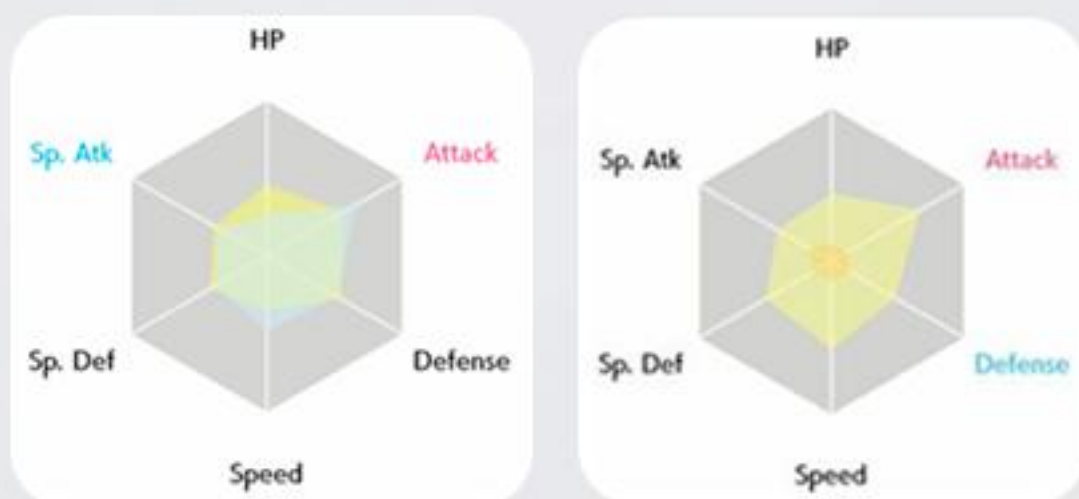 HP
Sp. Atk
Attack
Sp. Def
Defense
Speed
HP
Sp. Atk
Attack
Sp. Def
Defense
Speed